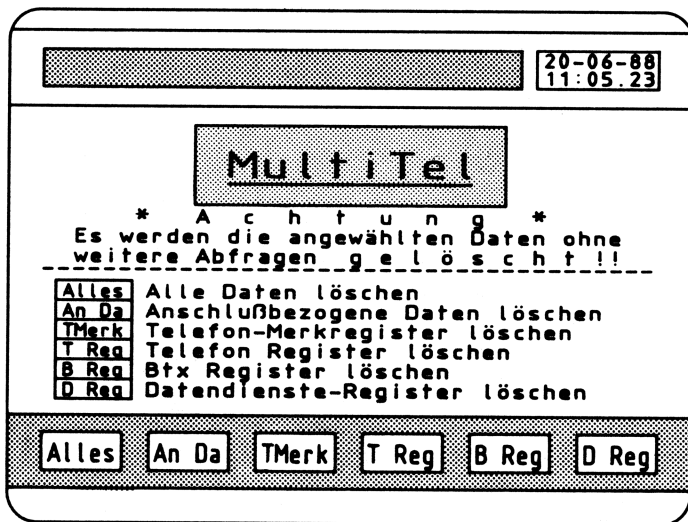 20-06-88
11:05.23
MultiTel
* A c h t u n g *
Es werden die angewählten Daten ohne
weitere Abfragen g e l ö s c h t !!
Alles Alle Daten löschen
An Da Anschlußbezogene Daten löschen
TMerk Telefon-Merkregister löschen
T Reg Telefon Register löschen
B Reg Btx Register löschen
D Reg Datendienste-Register löschen
Alles An Da TMerk T Reg B Reg D Reg